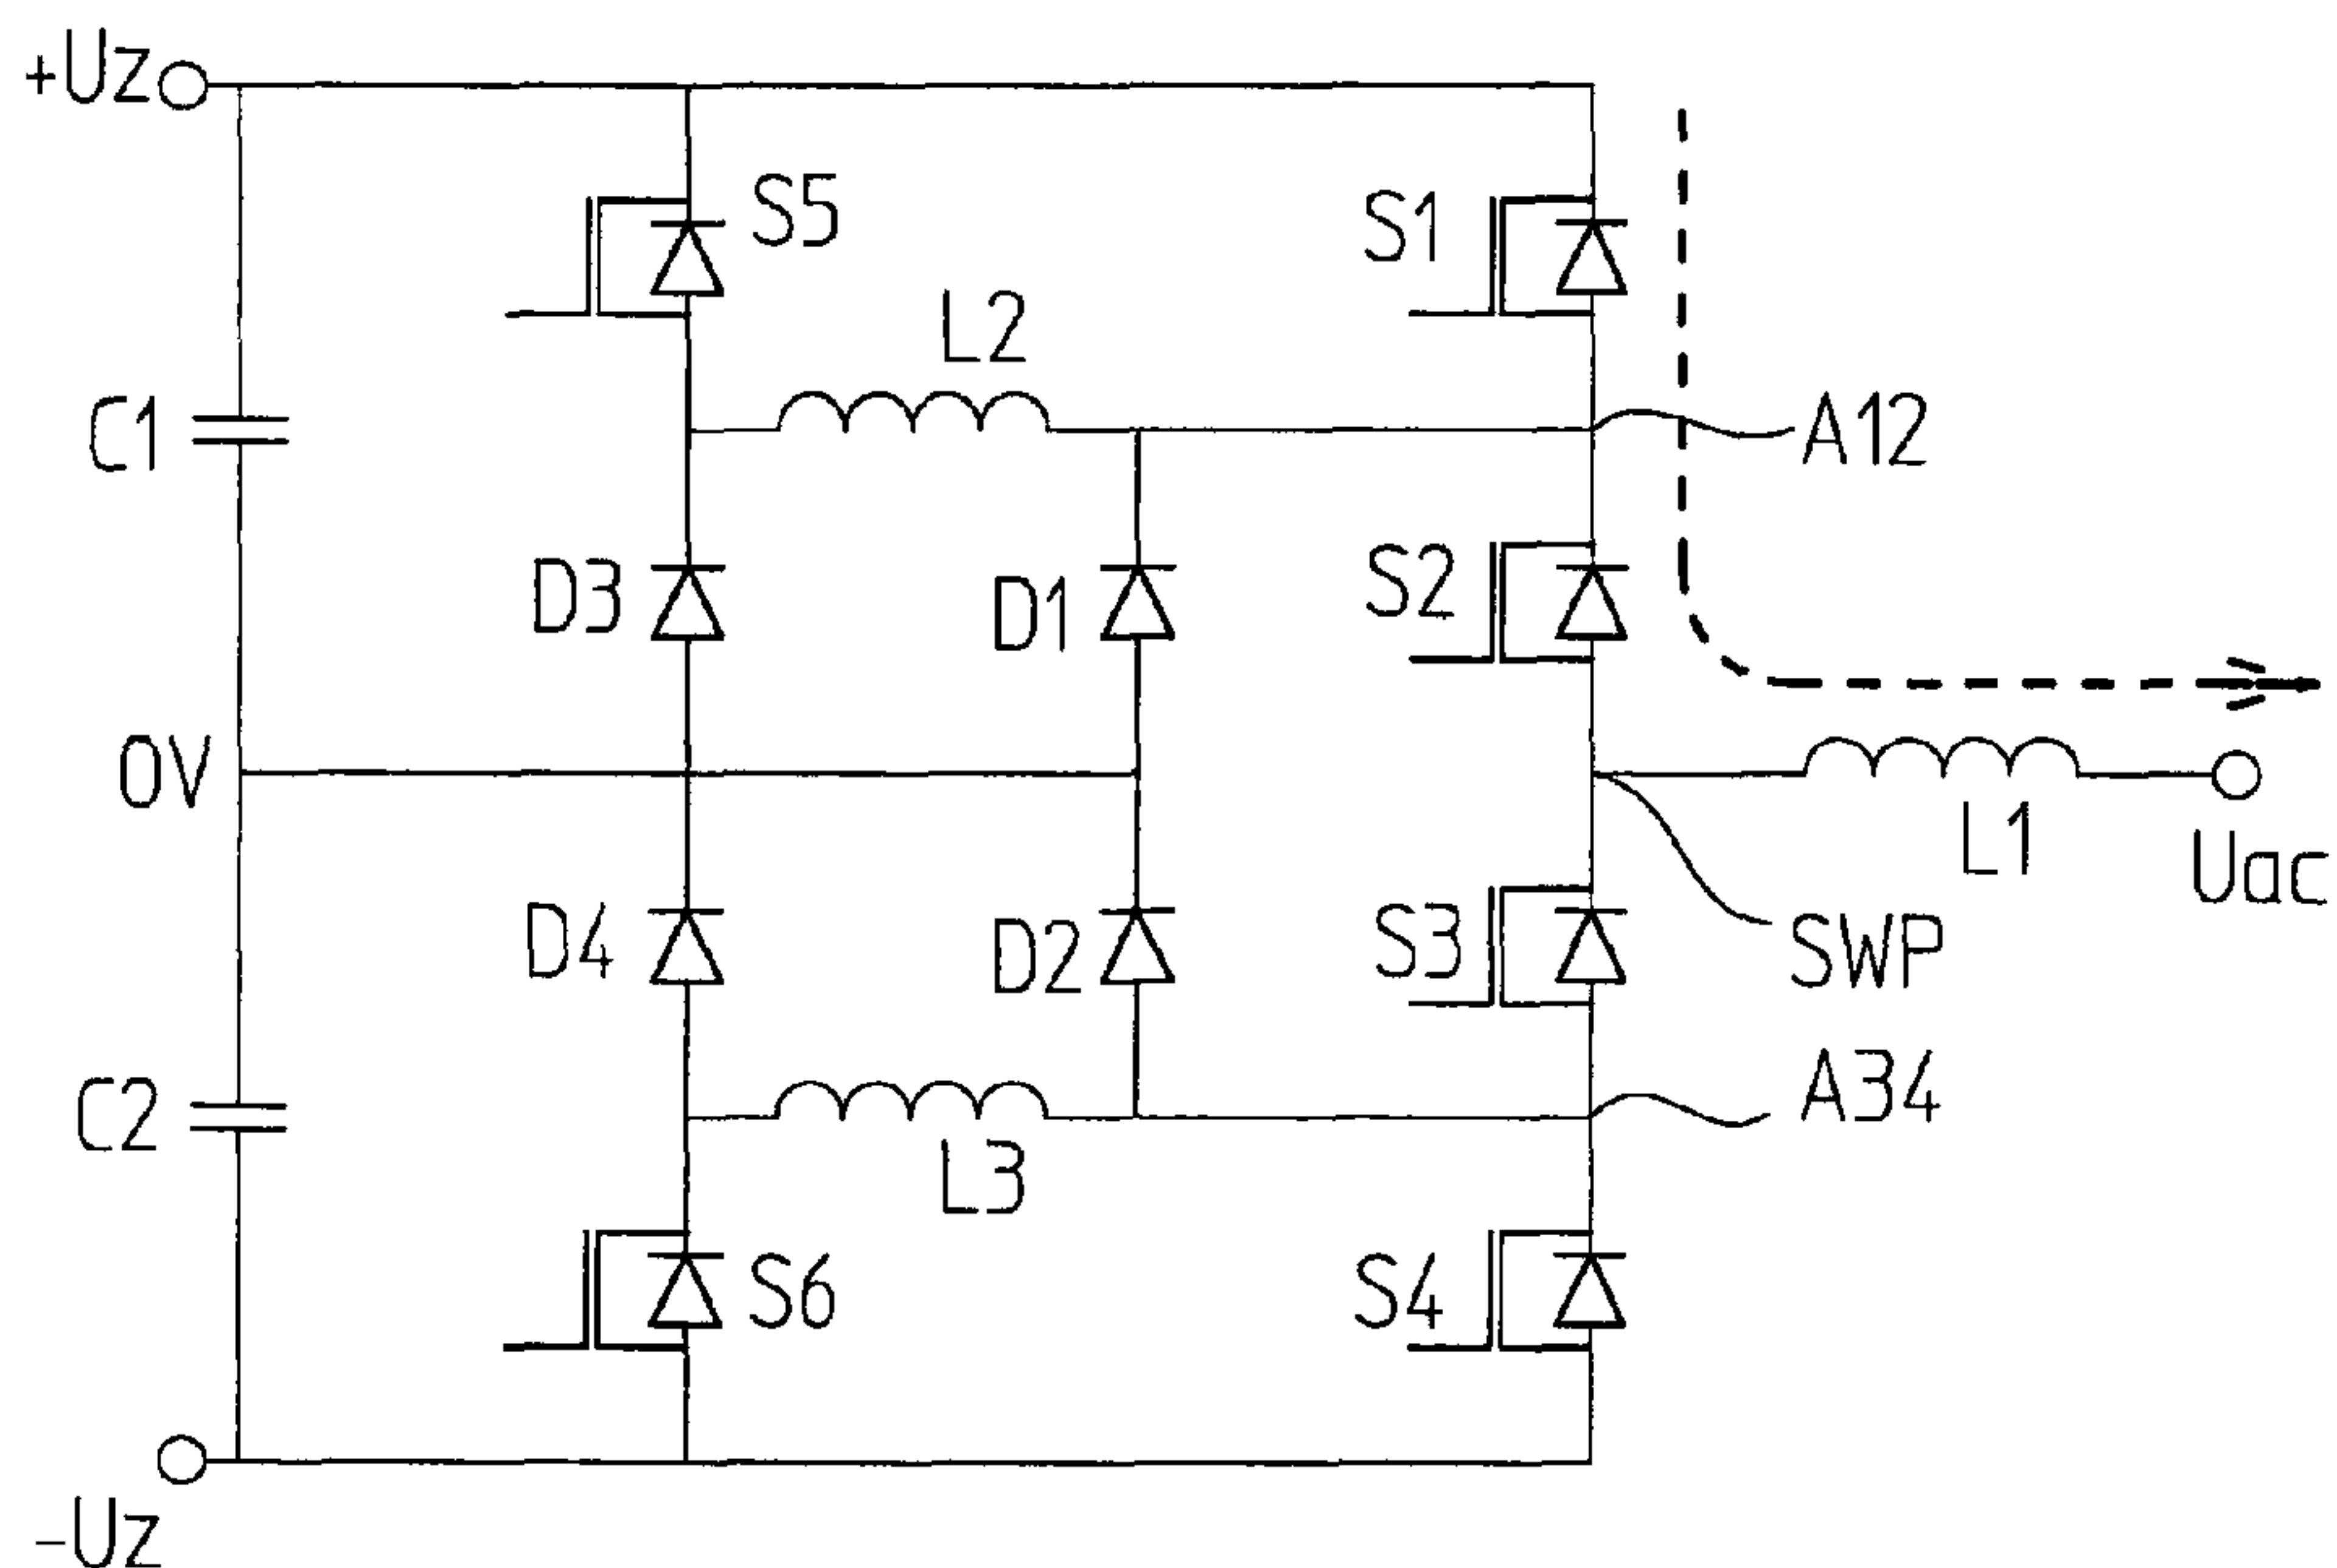 +Uz
S5
S1
L2
C1
A12
D3
D1
S2
0V
L1
Uac
D4
D2
S3
SWP
C2
A34
L3
S6
S4
-Uz